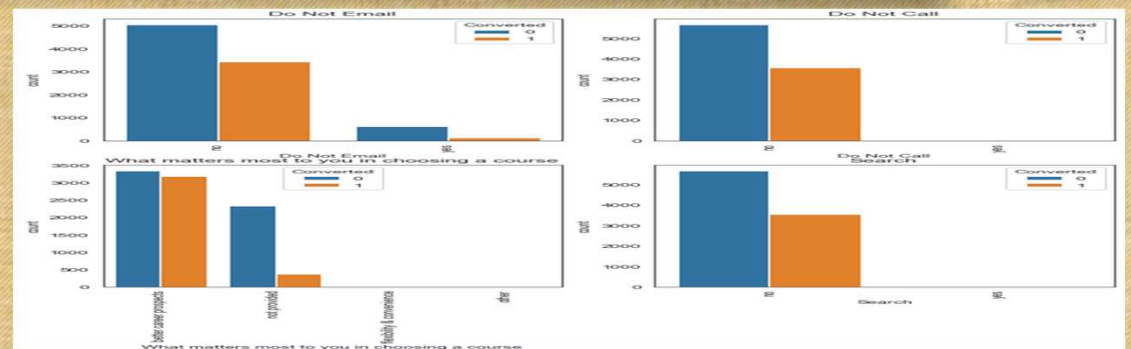 Do Not Email
5000
4000
3000
2000
1000
0
count
Converted
0
1
no
yes
Do Not Email
Do Not Call
5000
4000
3000
2000
1000
0
count
Converted
0
1
no
yes
Do Not Call
What matters most to you in choosing a course
3500
3000
2500
2000
1500
1000
500
0
count
Converted
0
1
better career prospects
not provided
flexibility & convenience
other
What matters most to you in choosing a course
Search
5000
4000
3000
2000
1000
0
count
Converted
0
1
no
yes
Search